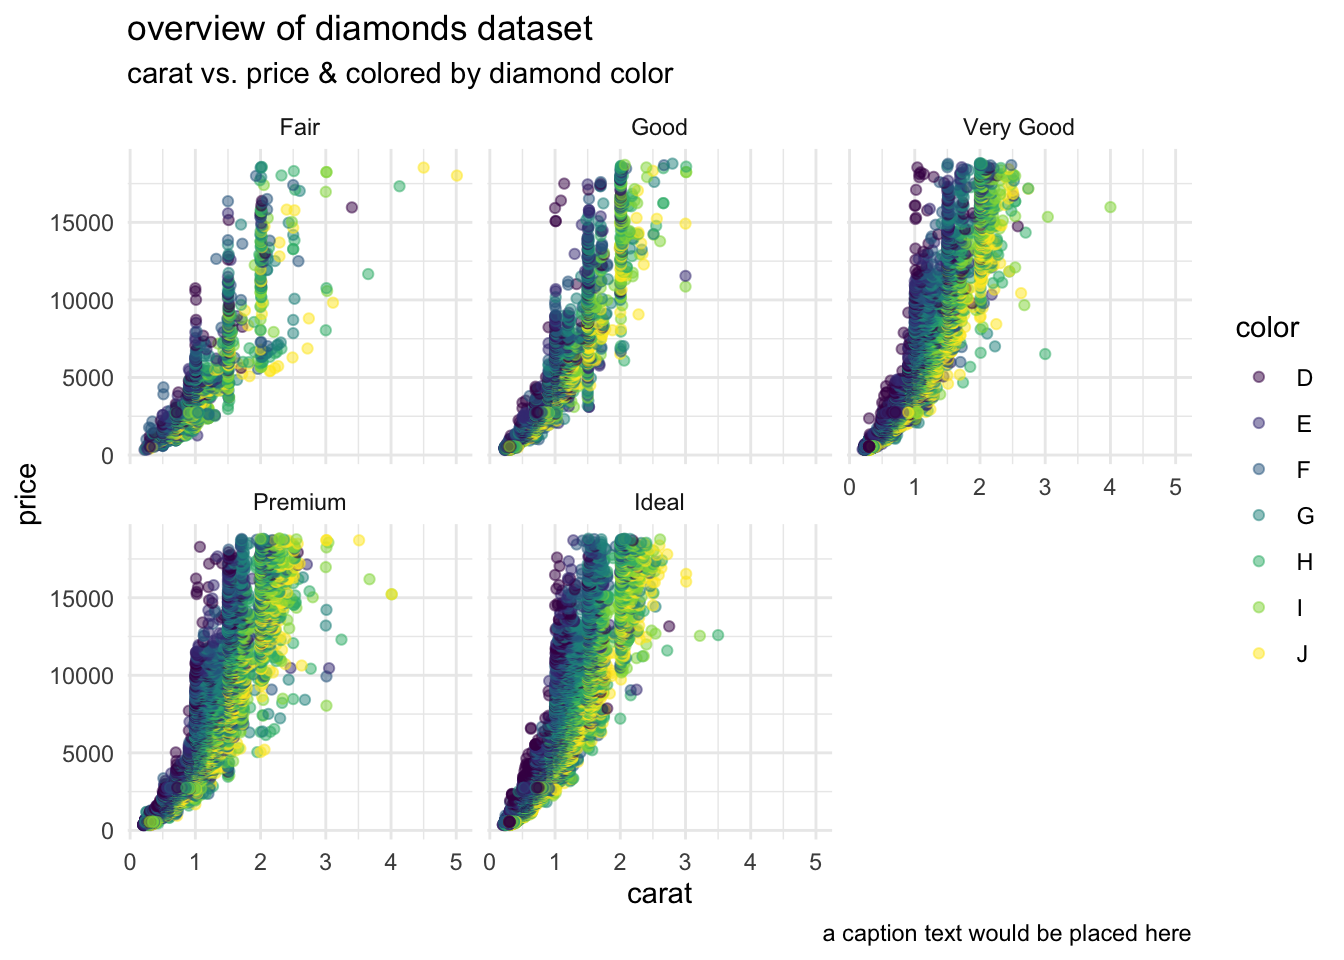 overview of diamonds dataset
carat vs. price & colored by diamond color
Fair
Good
Very Good
15000
10000
5000
0
0 1 2 3 4 5
price
Premium
Ideal
15000
10000
5000
0
0 1 2 3 4 5
0 1 2 3 4 5
carat
color
D
E
F
G
H
I
J
a caption text would be placed here